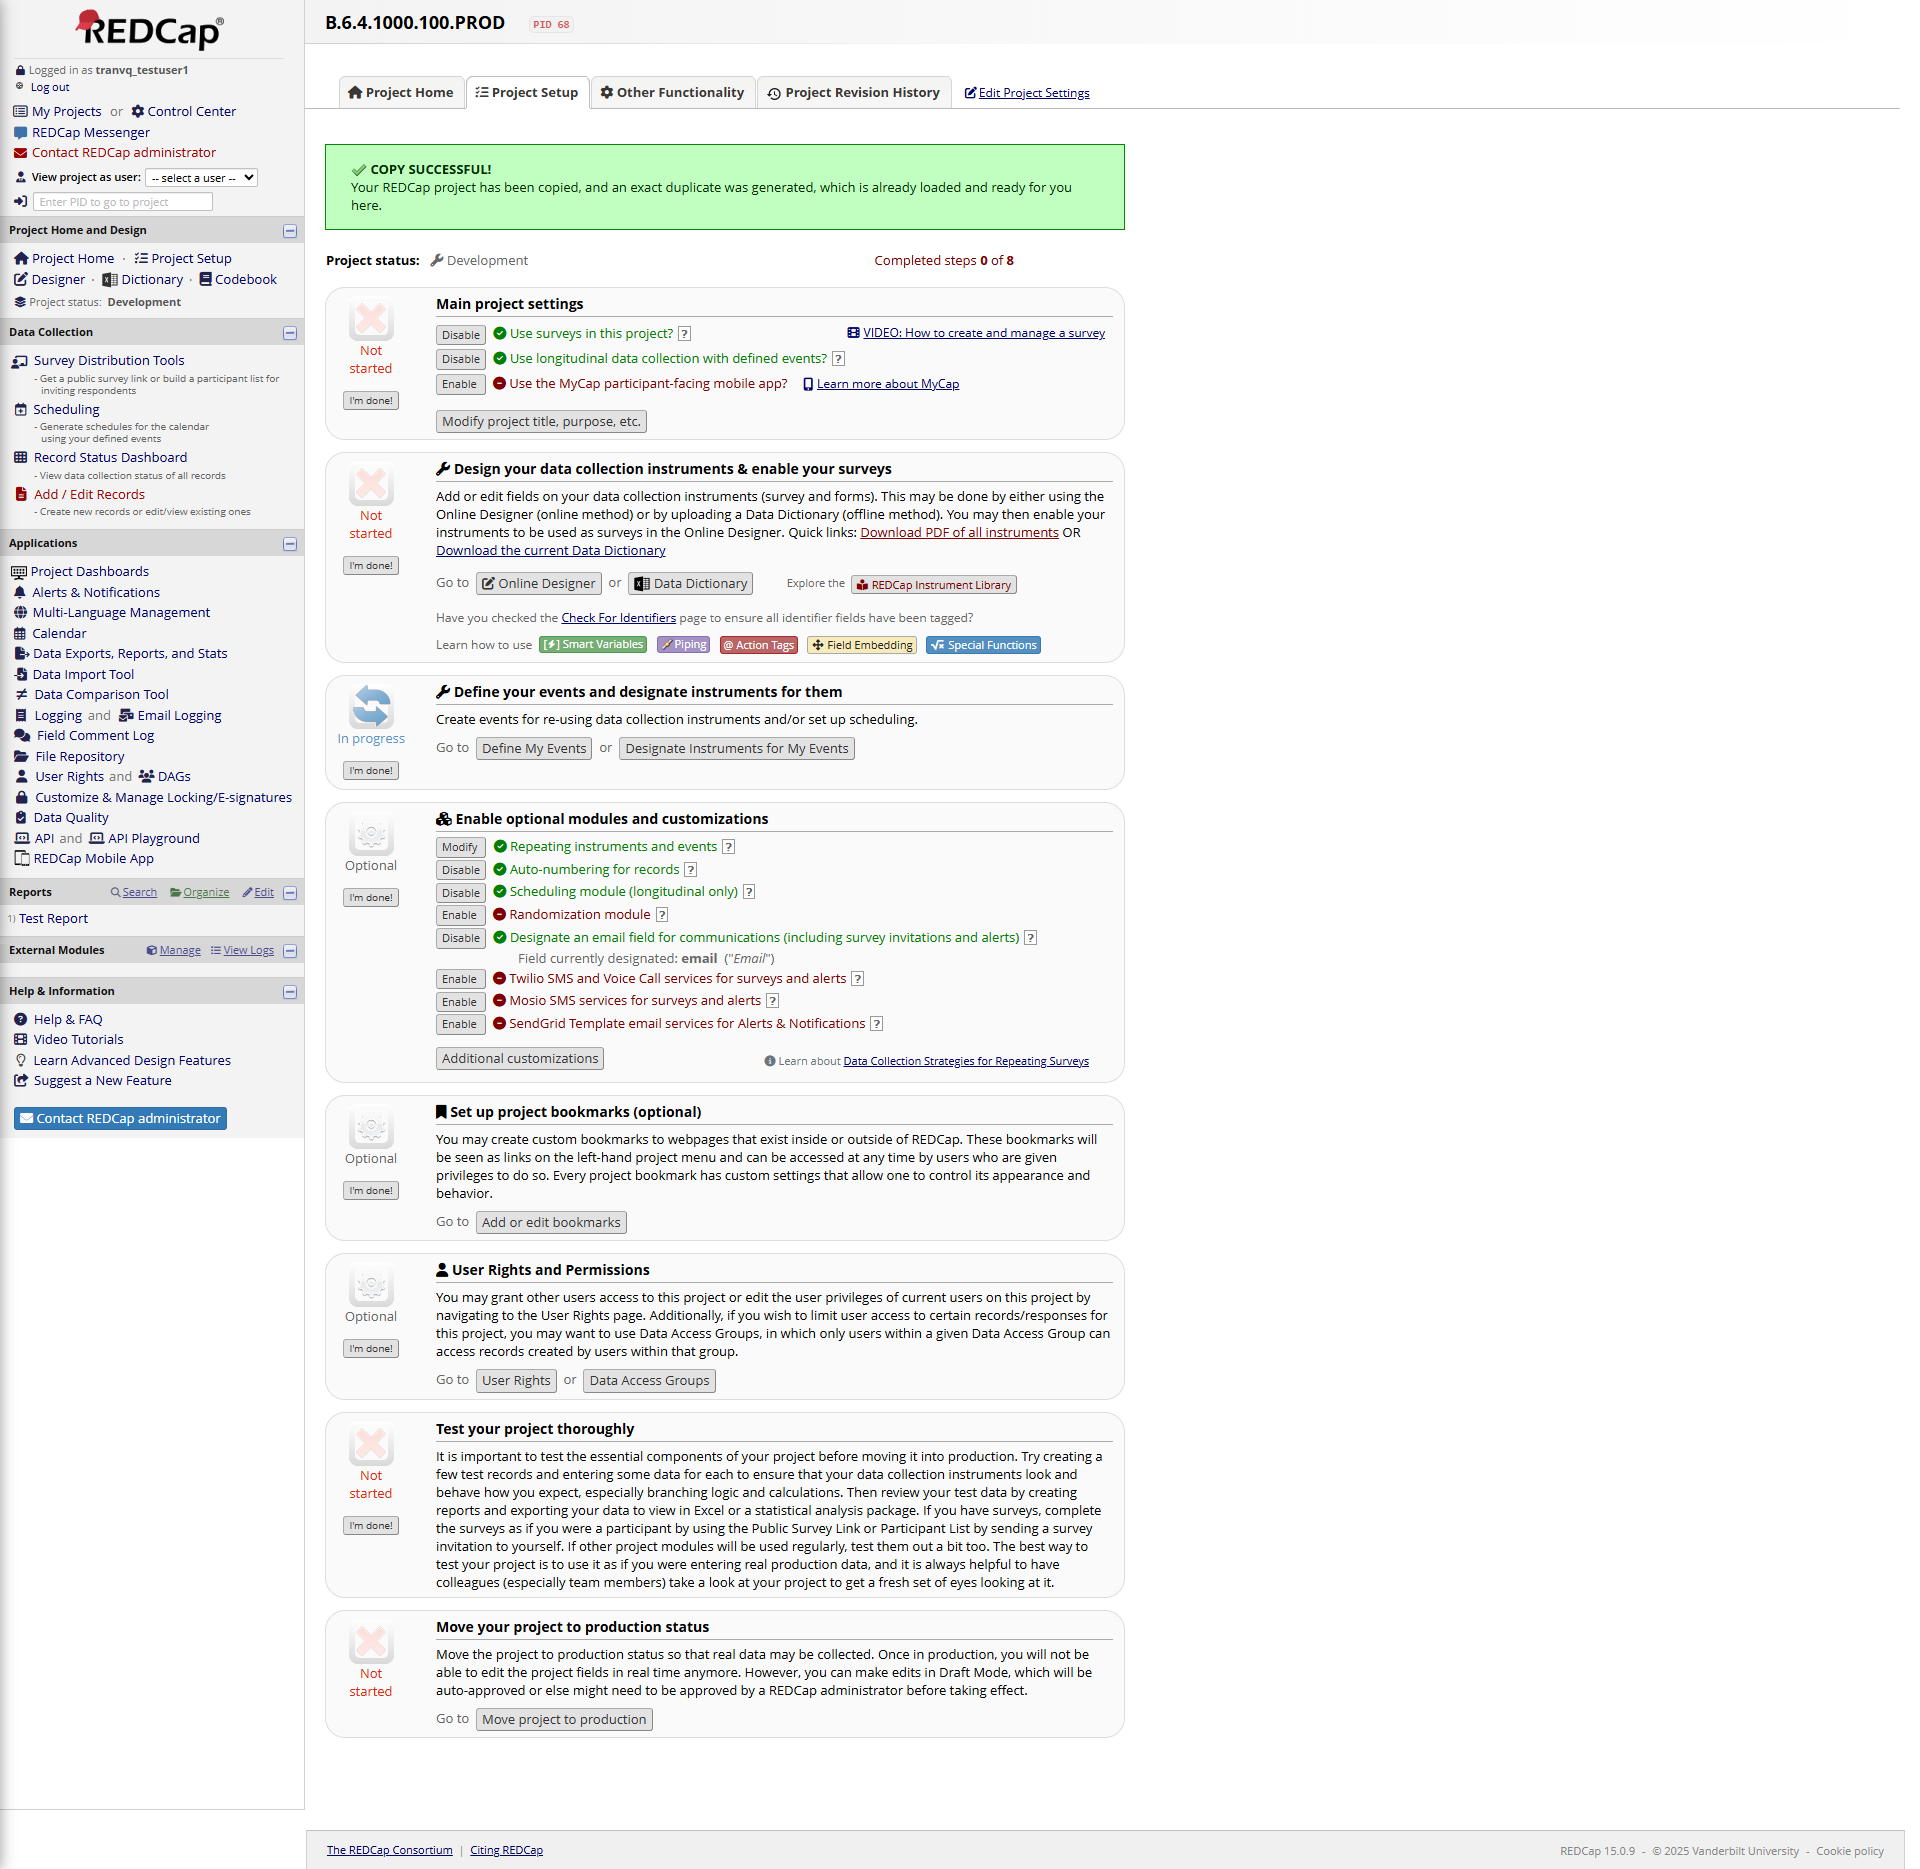 REDCap®
Logged in as tranvq_testuser1
Log out
My Projects or Control Center
REDCap Messenger
Contact REDCap administrator
View project as user: -- select a user --
Enter PID to go to project
Project Home and Design
Project Home · Project Setup
Designer · Dictionary · Codebook
Project status: Development
Data Collection
Survey Distribution Tools
- Get a public survey link or build a participant list for
inviting respondents
Scheduling
- Generate schedules for the calendar
using your defined events
Record Status Dashboard
- View data collection status of all records
Add / Edit Records
- Create new records or edit/view existing ones
Applications
Project Dashboards
Alerts & Notifications
Multi-Language Management
Calendar
Data Exports, Reports, and Stats
Data Import Tool
Data Comparison Tool
Logging and Email Logging
Field Comment Log
File Repository
User Rights and DAGs
Customize & Manage Locking/E-signatures
Data Quality
API and API Playground
REDCap Mobile App
Reports Search Organize Edit
1) Test Report
External Modules Manage View Logs
Help & Information
Help & FAQ
Video Tutorials
Learn Advanced Design Features
Suggest a New Feature
Contact REDCap administrator
B.6.4.1000.100.PROD PID 68
Project Home Project Setup Other Functionality Project Revision History Edit Project Settings
COPY SUCCESSFUL!
Your REDCap project has been copied, and an exact duplicate was generated, which is already loaded and ready for you
here.
Project status: Development Completed steps 0 of 8
Not
started
I'm done!
Main project settings
Disable Use surveys in this project? ? VIDEO: How to create and manage a survey
Disable Use longitudinal data collection with defined events? ?
Enable Use the MyCap participant-facing mobile app? Learn more about MyCap
Modify project title, purpose, etc.
Not
started
I'm done!
Design your data collection instruments & enable your surveys
Add or edit fields on your data collection instruments (survey and forms). This may be done by either using the
Online Designer (online method) or by uploading a Data Dictionary (offline method). You may then enable your
instruments to be used as surveys in the Online Designer. Quick links: Download PDF of all instruments OR
Download the current Data Dictionary
Go to Online Designer or Data Dictionary Explore the REDCap Instrument Library
Have you checked the Check For Identifiers page to ensure all identifier fields have been tagged?
Learn how to use [⚡] Smart Variables Piping @ Action Tags Field Embedding √x Special Functions
In progress
I'm done!
Define your events and designate instruments for them
Create events for re-using data collection instruments and/or set up scheduling.
Go to Define My Events or Designate Instruments for My Events
Optional
I'm done!
Enable optional modules and customizations
Modify Repeating instruments and events ?
Disable Auto-numbering for records ?
Disable Scheduling module (longitudinal only) ?
Enable Randomization module ?
Disable Designate an email field for communications (including survey invitations and alerts) ?
Field currently designated: email ("Email")
Enable Twilio SMS and Voice Call services for surveys and alerts ?
Enable Mosio SMS services for surveys and alerts ?
Enable SendGrid Template email services for Alerts & Notifications ?
Additional customizations Learn about Data Collection Strategies for Repeating Surveys
Optional
I'm done!
Set up project bookmarks (optional)
You may create custom bookmarks to webpages that exist inside or outside of REDCap. These bookmarks will
be seen as links on the left-hand project menu and can be accessed at any time by users who are given
privileges to do so. Every project bookmark has custom settings that allow one to control its appearance and
behavior.
Go to Add or edit bookmarks
Optional
I'm done!
User Rights and Permissions
You may grant other users access to this project or edit the user privileges of current users on this project by
navigating to the User Rights page. Additionally, if you wish to limit user access to certain records/responses for
this project, you may want to use Data Access Groups, in which only users within a given Data Access Group can
access records created by users within that group.
Go to User Rights or Data Access Groups
Not
started
I'm done!
Test your project thoroughly
It is important to test the essential components of your project before moving it into production. Try creating a
few test records and entering some data for each to ensure that your data collection instruments look and
behave how you expect, especially branching logic and calculations. Then review your test data by creating
reports and exporting your data to view in Excel or a statistical analysis package. If you have surveys, complete
the surveys as if you were a participant by using the Public Survey Link or Participant List by sending a survey
invitation to yourself. If other project modules will be used regularly, test them out a bit too. The best way to
test your project is to use it as if you were entering real production data, and it is always helpful to have
colleagues (especially team members) take a look at your project to get a fresh set of eyes looking at it.
Not
started
Move your project to production status
Move the project to production status so that real data may be collected. Once in production, you will not be
able to edit the project fields in real time anymore. However, you can make edits in Draft Mode, which will be
auto-approved or else might need to be approved by a REDCap administrator before taking effect.
Go to Move project to production
The REDCap Consortium | Citing REDCap
REDCap 15.0.9 - © 2025 Vanderbilt University - Cookie policy